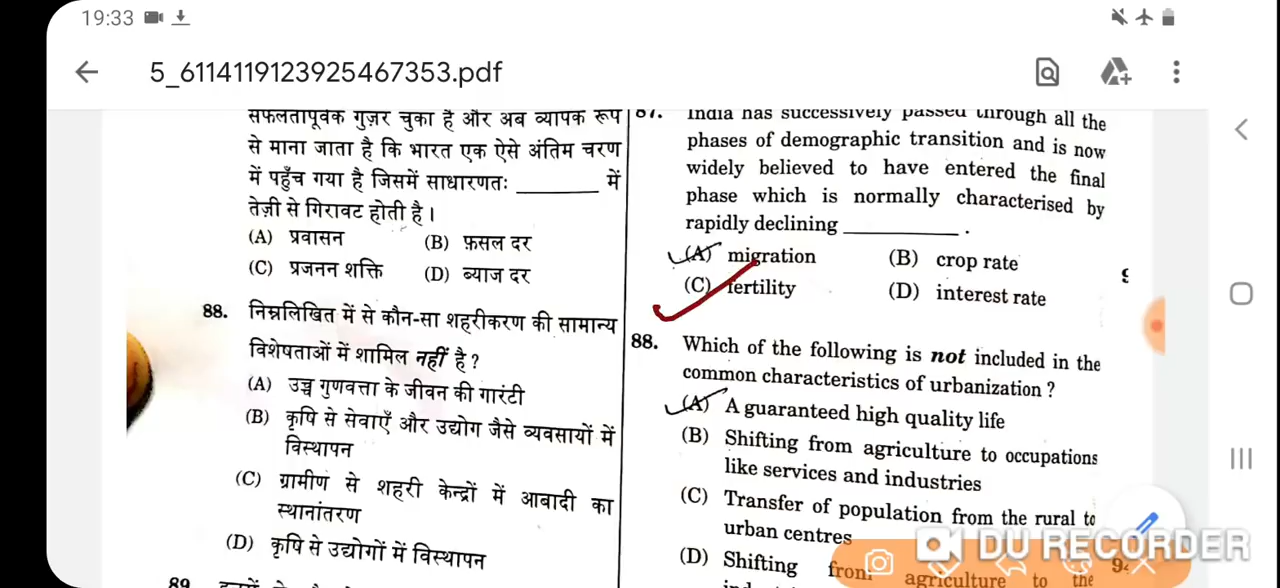 19:33
5_6114119123925467353.pdf
सफलतापूर्वक गुज़र चुका है और अब व्यापक रूप
से माना जाता है कि भारत एक ऐसे अंतिम चरण
में पहुँच गया है जिसमें साधारणतः ________ में
तेज़ी से गिरावट होती है।
(A) प्रवासन (B) फ़सल दर
(C) प्रजनन शक्ति (D) व्याज दर
88. निम्नलिखित में से कौन-सा शहरीकरण की सामान्य
विशेषताओं में शामिल नहीं है?
(A) उच्च गुणवत्ता के जीवन की गारंटी
(B) कृषि से सेवाएँ और उद्योग जैसे व्यवसायों में
विस्थापन
(C) ग्रामीण से शहरी केन्द्रों में आबादी का
स्थानांतरण
(D) कृषि से उद्योगों में विस्थापन
87. India has successively passed through all the
phases of demographic transition and is now
widely believed to have entered the final
phase which is normally characterised by
rapidly declining ________ .
(A) migration (B) crop rate
(C) fertility (D) interest rate
88. Which of the following is not included in the
common characteristics of urbanization ?
(A) A guaranteed high quality life
(B) Shifting from agriculture to occupations
like services and industries
(C) Transfer of population from the rural to
urban centres
(D) Shifting from agriculture to the
DU RECORDER